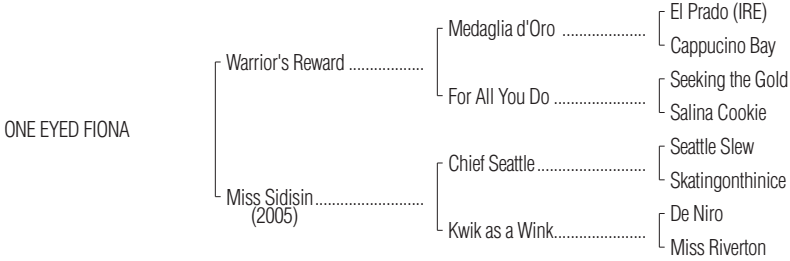 El Prado (IRE)
Medaglia d'Oro ....................
Cappucino Bay
Warrior's Reward ..................
Seeking the Gold
For All You Do ......................
Salina Cookie
ONE EYED FIONA
Seattle Slew
Chief Seattle..........................
Skatingonthinice
Miss Sidisin..........................
(2005)
De Niro
Kwik as a Wink......................
Miss Riverton